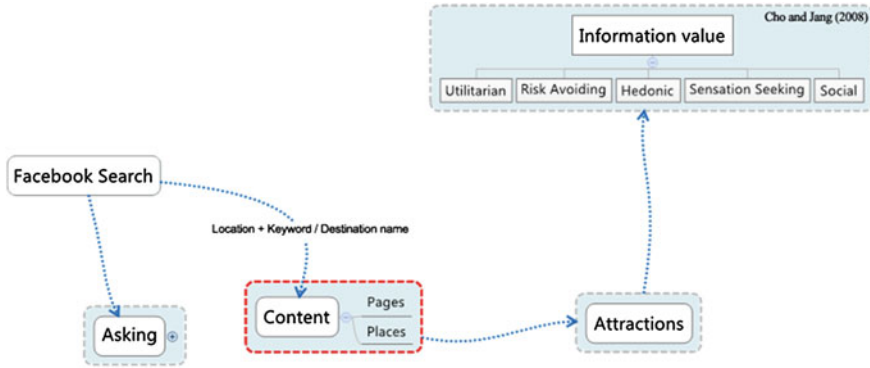 Cho and Jang (2008)
Information value
Utilitarian
Risk Avoiding
Hedonic
Sensation Seeking
Social
Facebook Search
Location + Keyword / Destination name
Asking
Content
Pages
Places
Attractions